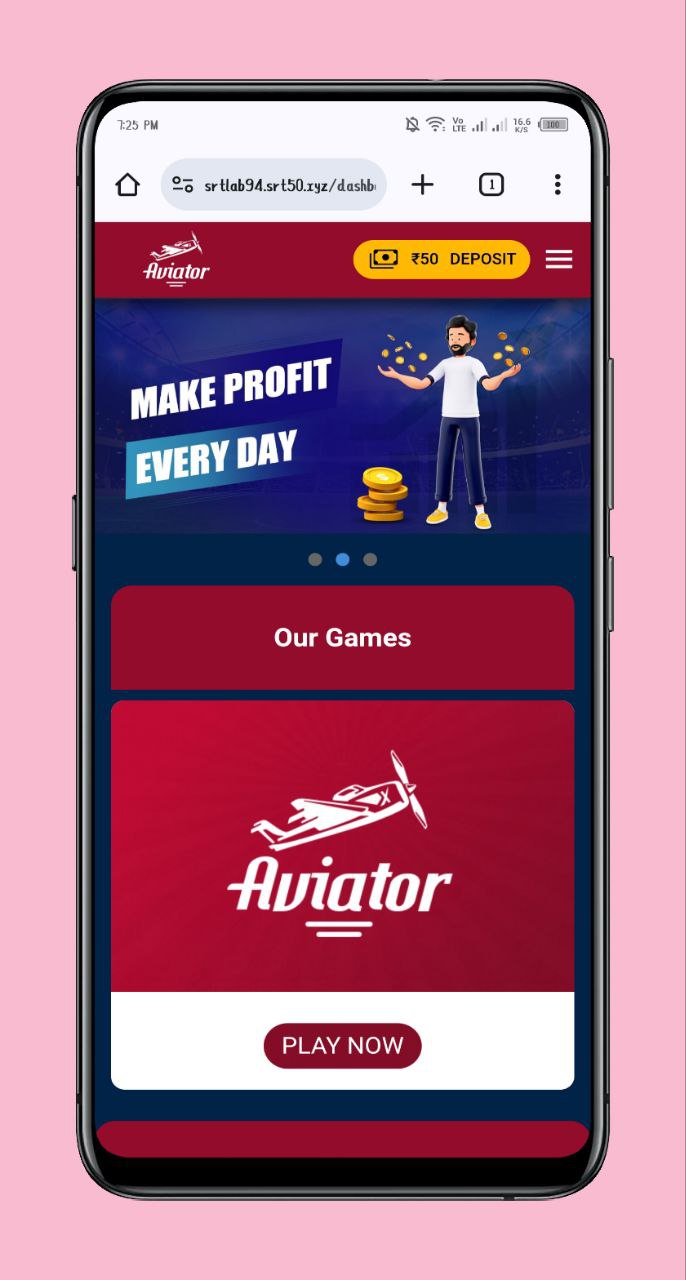 7:25 PM
Vo
LTE
16.6
K/S
100
srtlab94.srt50.xyz/dashb
1
Aviator
₹50 DEPOSIT
MAKE PROFIT
EVERY DAY
Our Games
X
Aviator
PLAY NOW